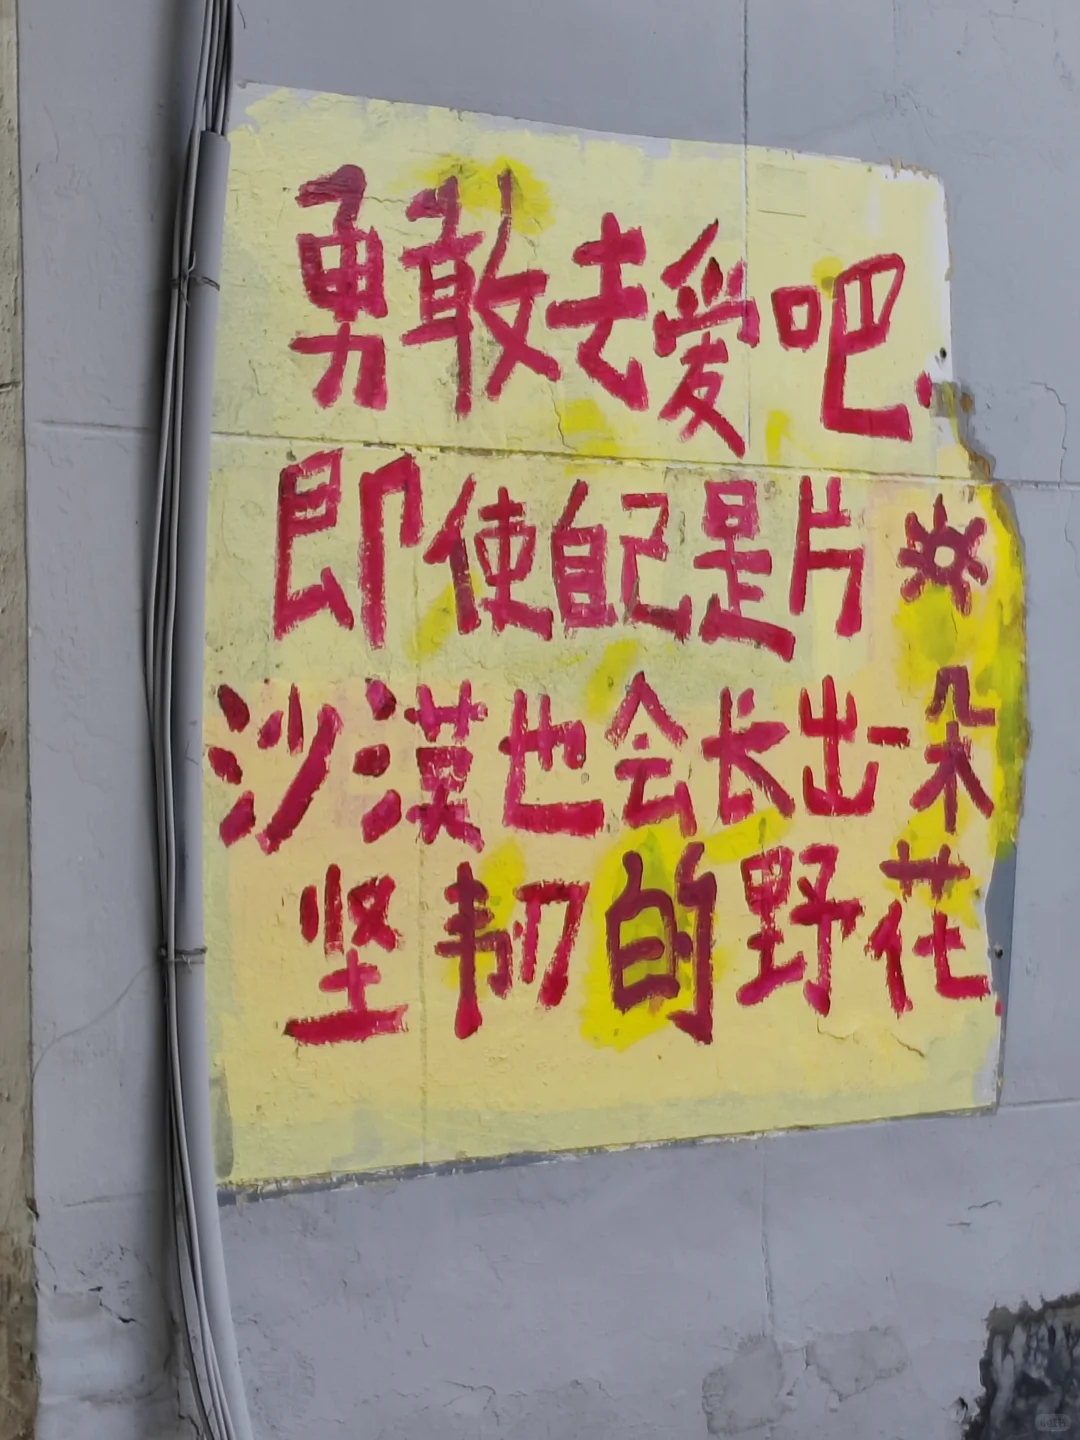 勇敢去爱吧.
即使自己是片
沙漠也会长出一朵
坚韧的野花.